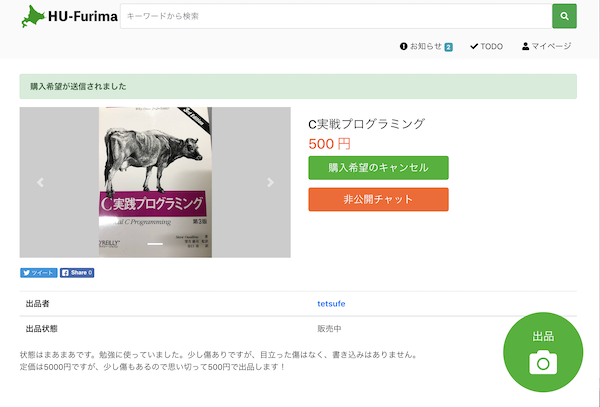 HU-Furima
キーワードから検索
お知らせ 2
TODO
マイページ
購入希望が送信されました
C実戦プログラミング
500 円
購入希望のキャンセル
非公開チャット
3rd Edition
C実践プログラミング
al C Programming
第3版
O'REILLY
ツイート
Share 0
出品者
tetsufe
出品状態
販売中
出品
状態はまあまあです。勉強に使っていました。少し傷ありですが、目立った傷はなく、書き込みはありません。
定価は5000円ですが、少し傷もあるので思い切って500円で出品します！